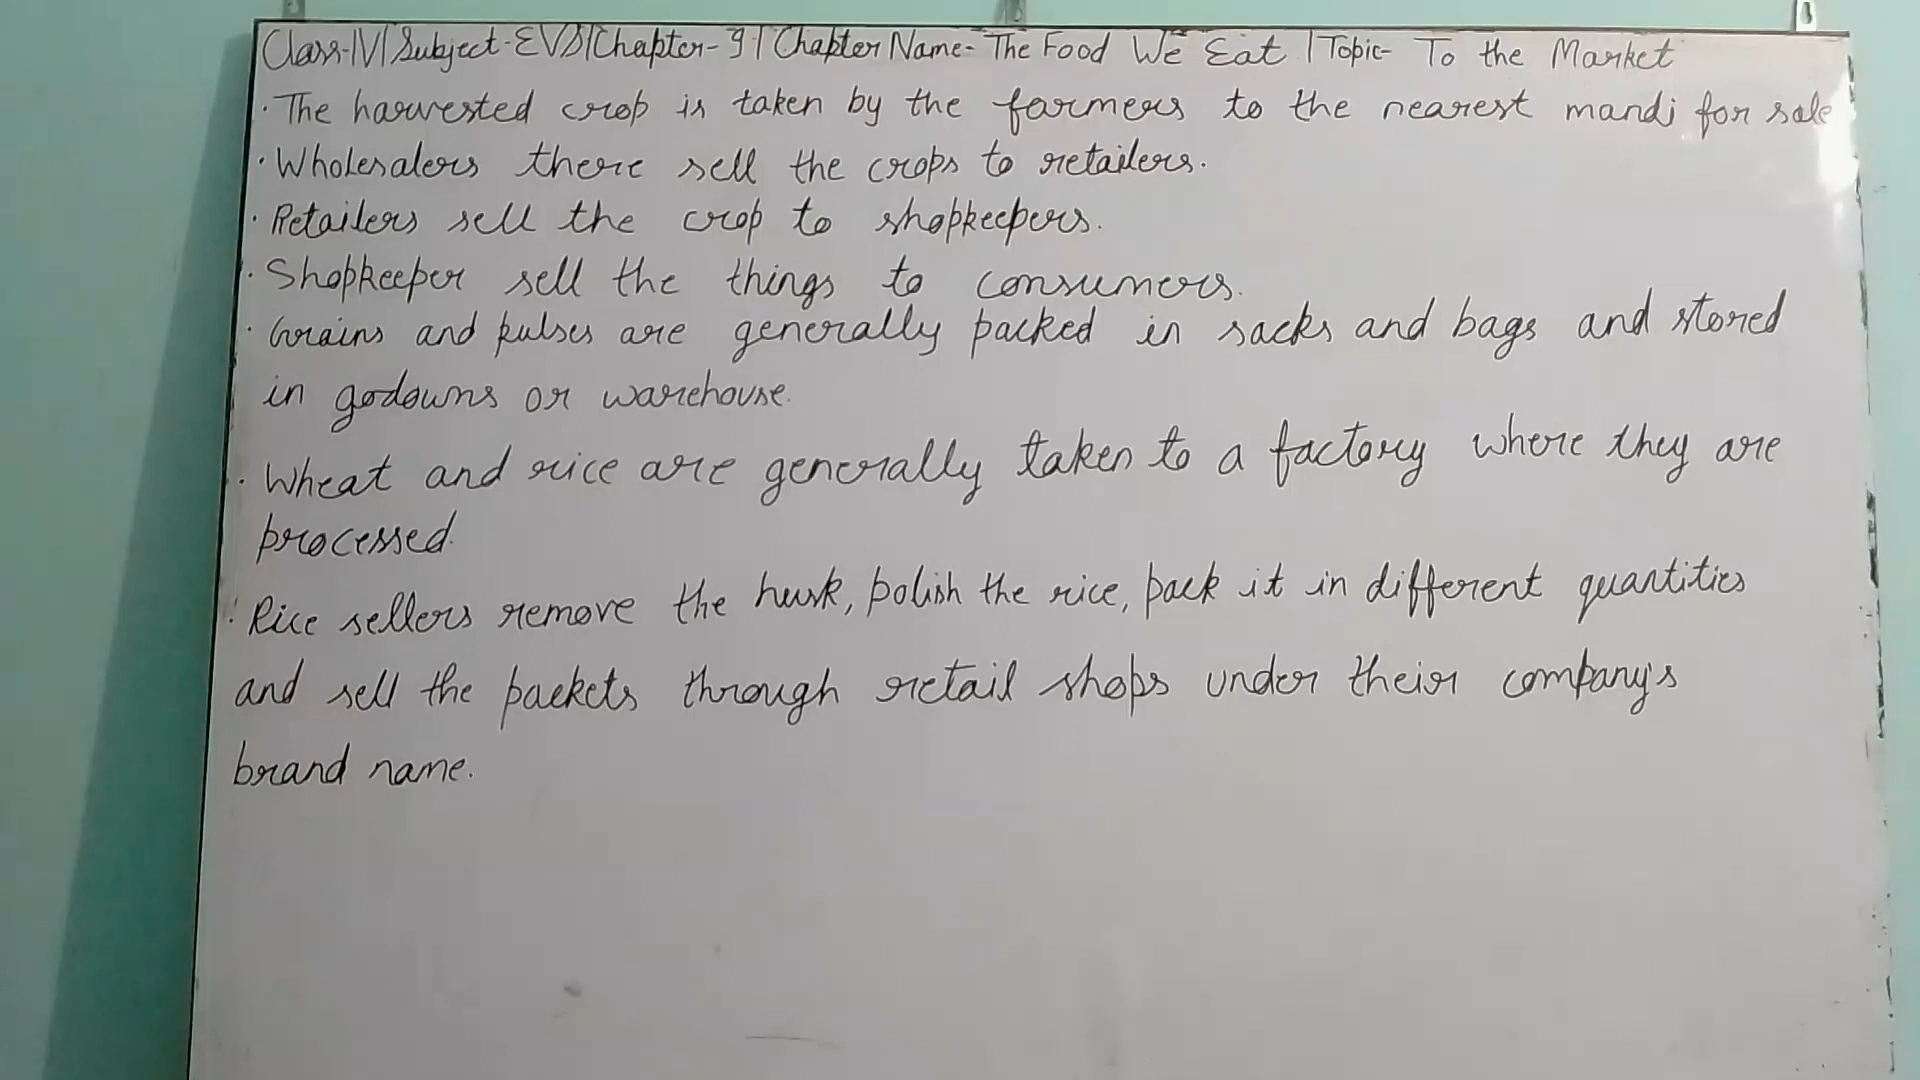 Class-IV|Subject-EVS|Chapter-9| Chapter Name- The Food We Eat | Topic- To the Market
· The harvested crop is taken by the farmers to the nearest mandi for sale
· Wholesalers there sell the crops to retailers.
· Retailers sell the crop to shopkeepers.
· Shopkeeper sell the things to consumers.
· Grains and pulses are generally packed in sacks and bags and stored
in godowns or warehouse.
· Wheat and rice are generally taken to a factory where they are
processed.
· Rice sellers remove the husk, polish the rice, pack it in different quantities
and sell the packets through retail shops under their company's
brand name.